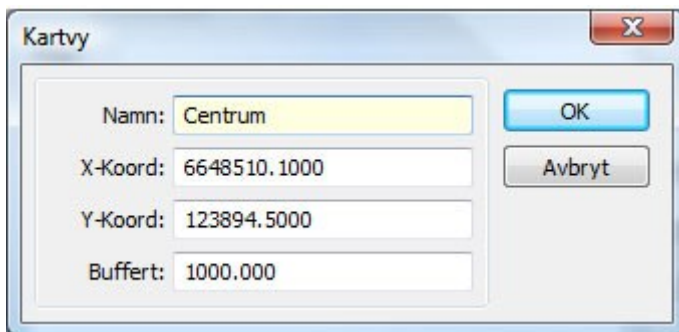 Kartvy
Namn: Centrum
OK
X-Koord: 6648510.1000
Avbryt
Y-Koord: 123894.5000
Buffert: 1000.000